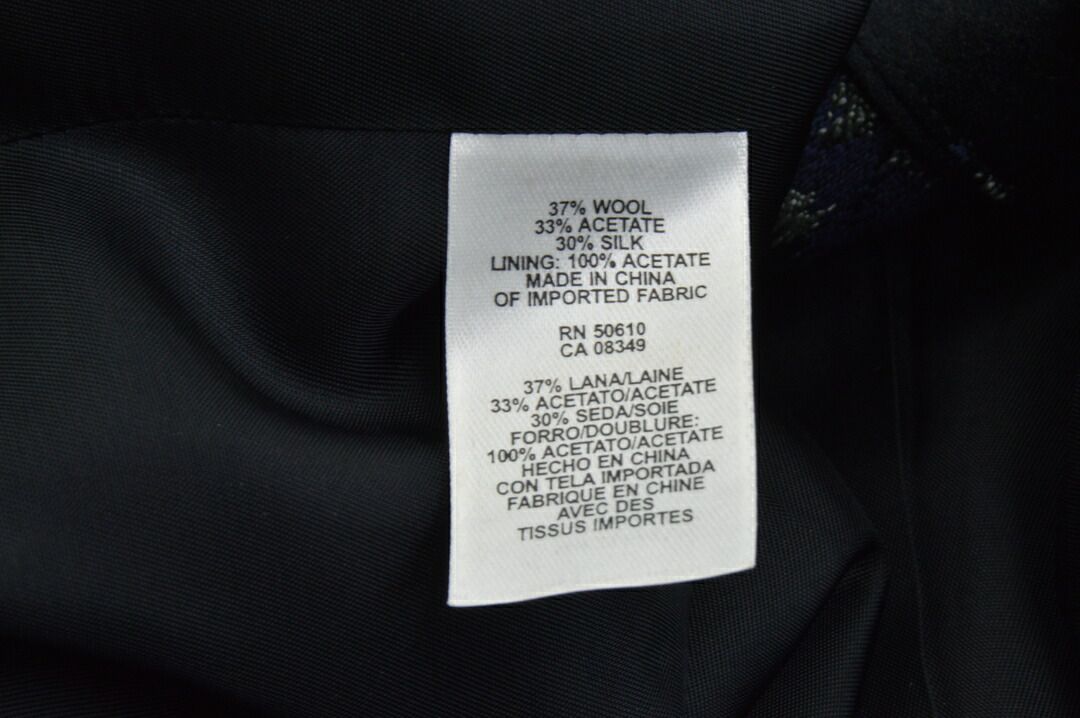 37% WOOL
33% ACETATE
30% SILK
LINING: 100% ACETATE
MADE IN CHINA
OF IMPORTED FABRIC
RN 50610
CA 08349
37% LANA/LAINE
33% ACETATO/ACETATE
30% SEDA/SOIE
FORRO/DOUBLURE:
100% ACETATO/ACETATE
HECHO EN CHINA
CON TELA IMPORTADA
FABRIQUE EN CHINE
AVEC DES
TISSUS IMPORTES